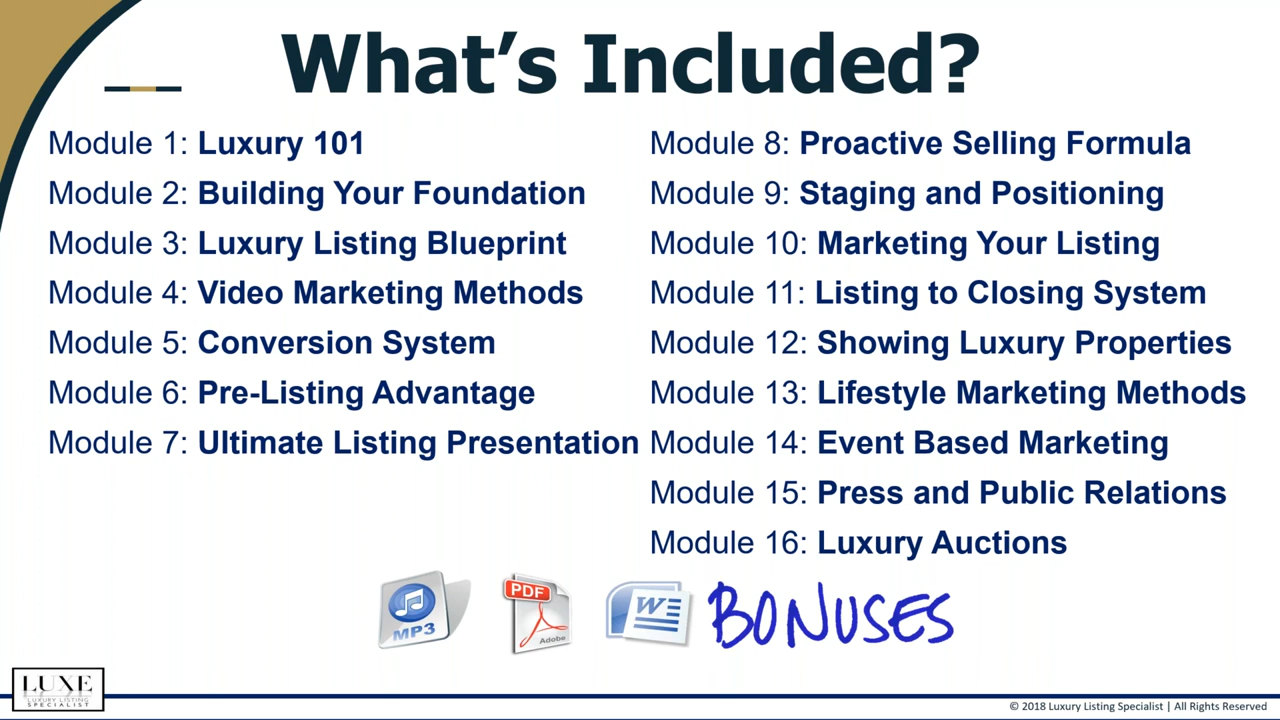 What's Included?
Module 1: Luxury 101
Module 2: Building Your Foundation
Module 3: Luxury Listing Blueprint
Module 4: Video Marketing Methods
Module 5: Conversion System
Module 6: Pre-Listing Advantage
Module 7: Ultimate Listing Presentation
Module 8: Proactive Selling Formula
Module 9: Staging and Positioning
Module 10: Marketing Your Listing
Module 11: Listing to Closing System
Module 12: Showing Luxury Properties
Module 13: Lifestyle Marketing Methods
Module 14: Event Based Marketing
Module 15: Press and Public Relations
Module 16: Luxury Auctions
MP3
PDF
Adobe
W
BONUSES
LUXE
LUXURY LISTING
SPECIALIST
© 2018 Luxury Listing Specialist | All Rights Reserved